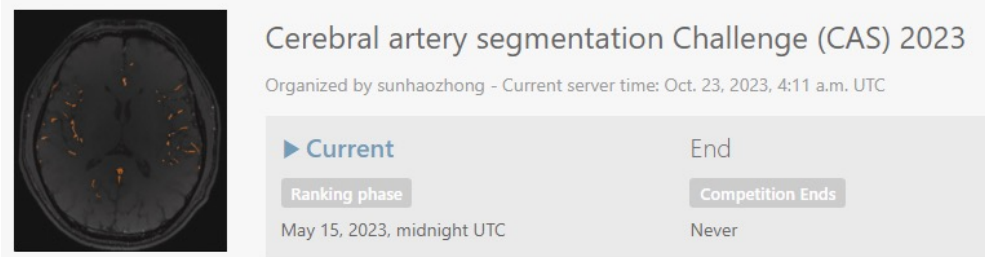 Cerebral artery segmentation Challenge (CAS) 2023
Organized by sunhaozhong - Current server time: Oct. 23, 2023, 4:11 a.m. UTC
Current
End
Ranking phase
Competition Ends
May 15, 2023, midnight UTC
Never